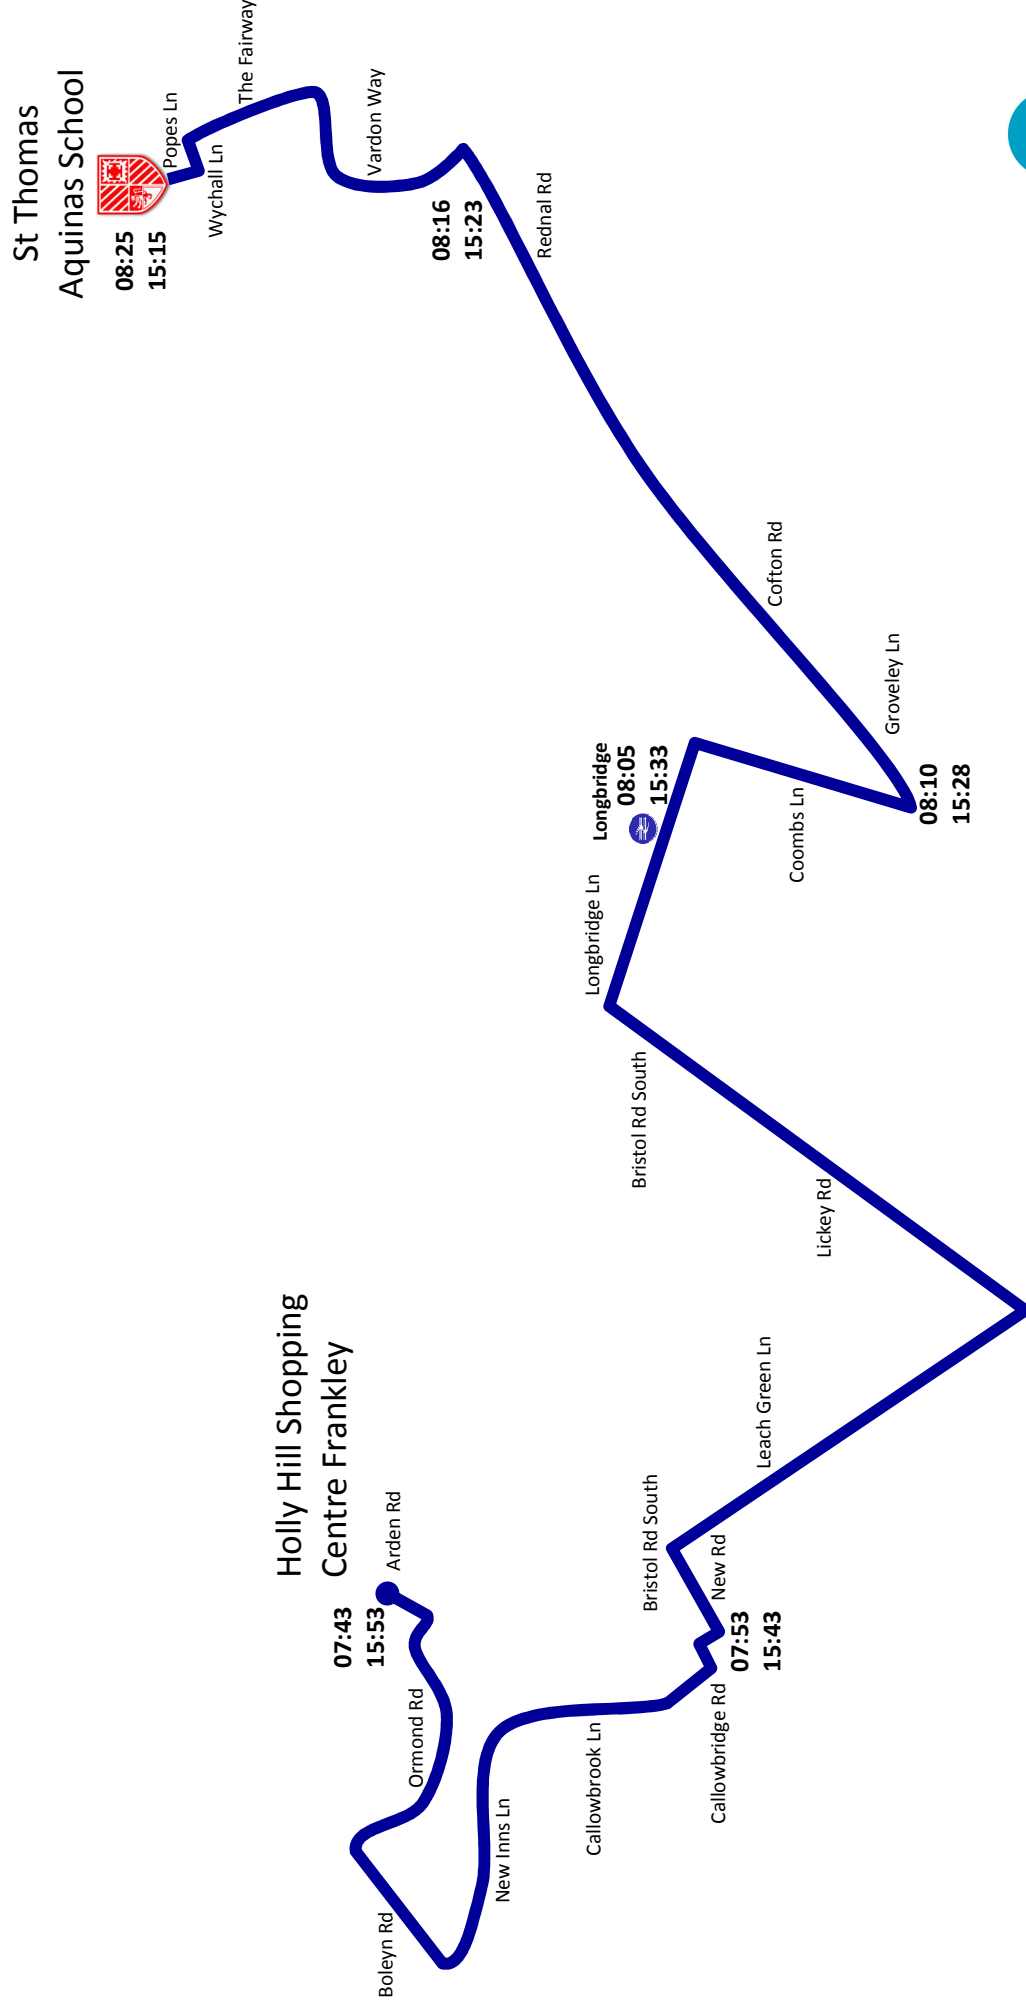 St Thomas
Aquinas School
08:25
15:15
Popes Ln
Wychall Ln
The Fairway
Vardon Way
08:16
15:23
Rednal Rd
Cofton Rd
Groveley Ln
08:10
15:28
Coombs Ln
Longbridge
08:05
15:33
Longbridge Ln
Bristol Rd South
Lickey Rd
Leach Green Ln
Bristol Rd South
New Rd
07:53
15:43
Callowbridge Rd
Callowbrook Ln
New Inns Ln
Boleyn Rd
Ormond Rd
Arden Rd
07:43
15:53
Holly Hill Shopping
Centre Frankley